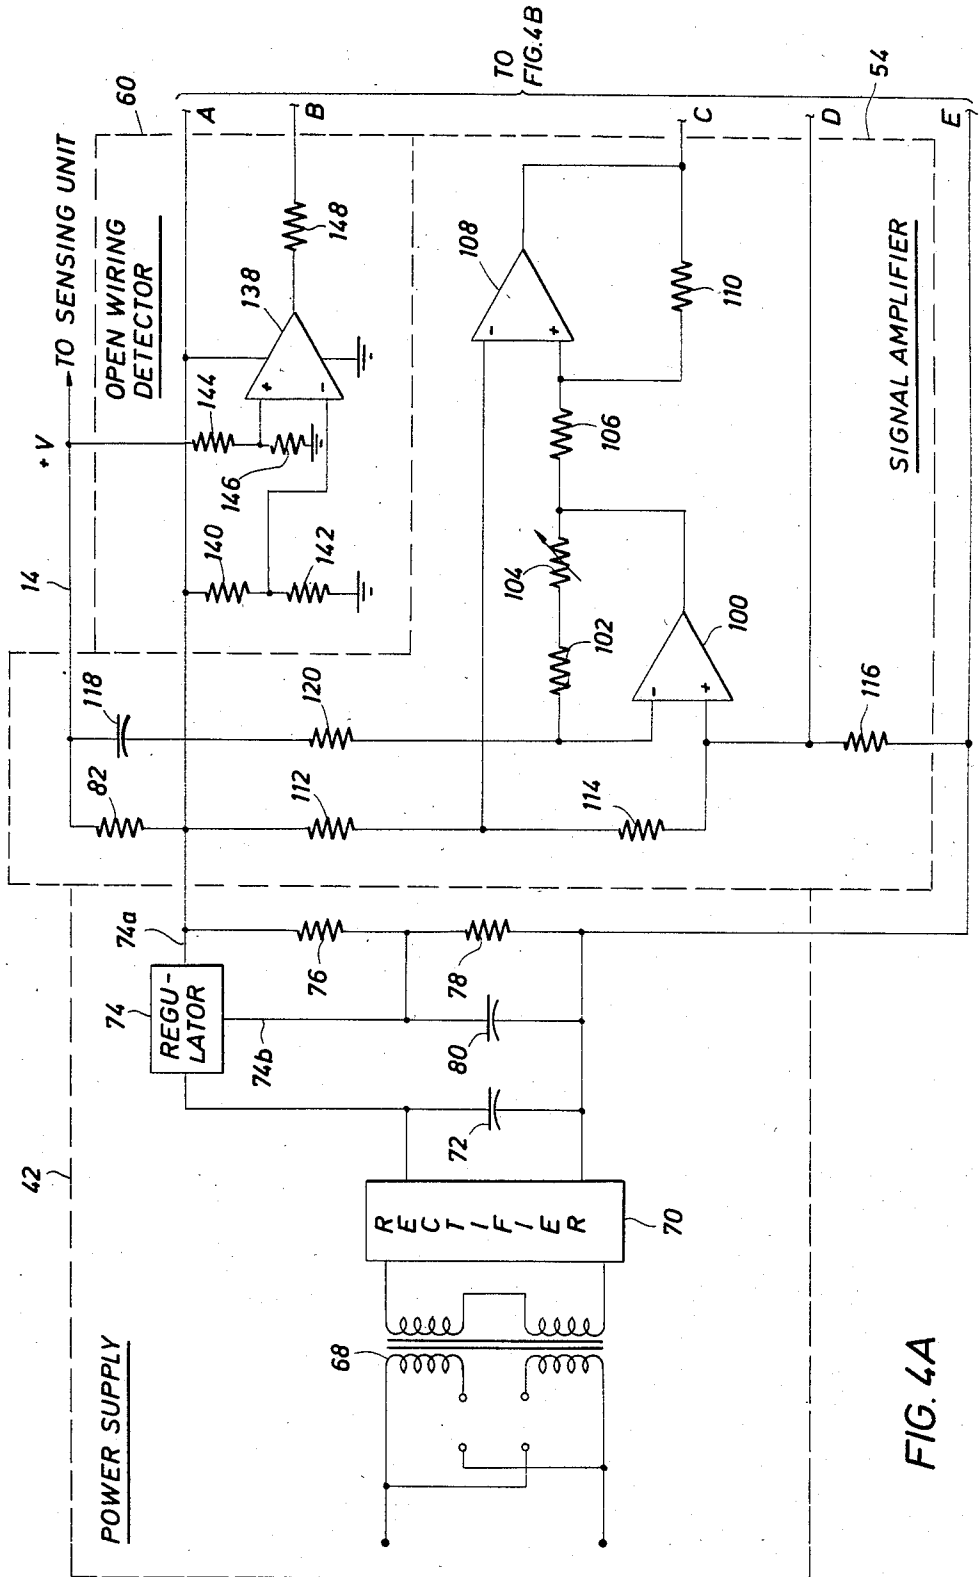 POWER SUPPLY
42
68
RECTIFIER
70
72
80
74
REGU-
LATOR
74a
74b
76
78
82
112
114
118
120
14
+V
TO SENSING UNIT
60
OPEN WIRING
DETECTOR
140
142
144
146
+
-
138
148
A
B
TO
FIG.4B
102
104
106
-
+
100
-
+
108
110
116
C
D
E
54
SIGNAL AMPLIFIER
FIG. 4A